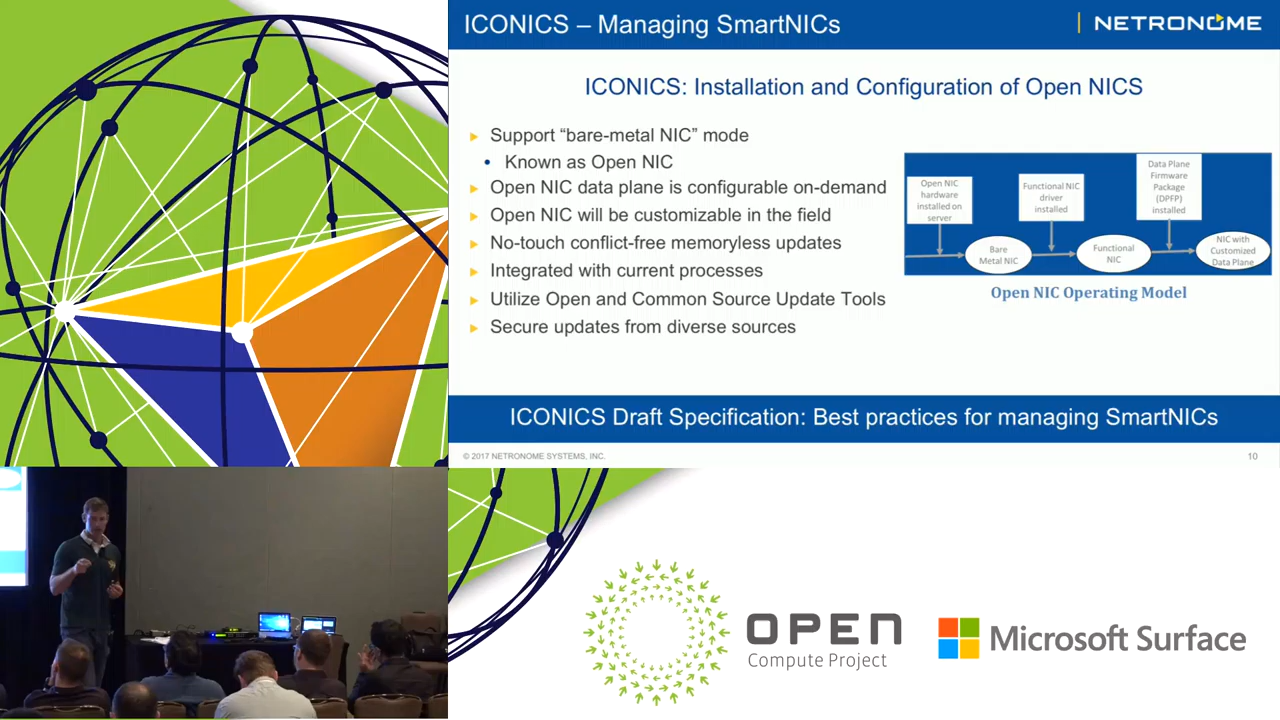 ICONICS – Managing SmartNICs
NETRONOME
ICONICS: Installation and Configuration of Open NICS
Support “bare-metal NIC” mode
Known as Open NIC
Open NIC data plane is configurable on-demand
Open NIC will be customizable in the field
No-touch conflict-free memoryless updates
Integrated with current processes
Utilize Open and Common Source Update Tools
Secure updates from diverse sources
Open NIC
hardware
installed on
server
Functional NIC
driver
installed
Data Plane
Firmware
Package
(DPFP)
installed
Bare
Metal NIC
Functional
NIC
NIC with
Customized
Data Plane
Open NIC Operating Model
ICONICS Draft Specification: Best practices for managing SmartNICs
© 2017 NETRONOME SYSTEMS, INC.
10
OPEN
Compute Project
Microsoft Surface